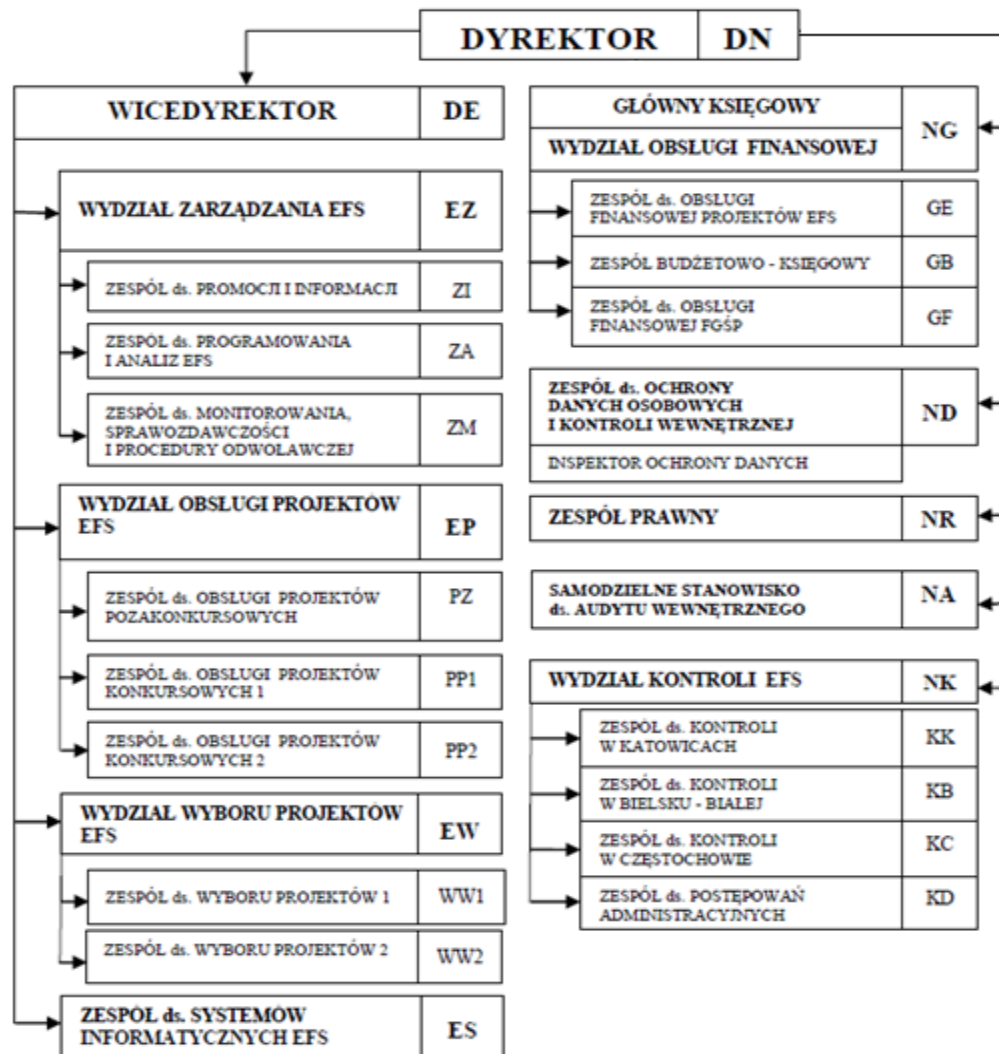 DYREKTOR DN
WICEDYREKTOR DE
WYDZIAŁ ZARZĄDZANIA EFS EZ
ZESPÓŁ ds. PROMOCJI I INFORMACJI ZI
ZESPÓŁ ds. PROGRAMOWANIA
I ANALIZ EFS ZA
ZESPÓŁ ds. MONITOROWANIA,
SPRAWOZDAWCZOŚCI
I PROCEDURY ODWOŁAWCZEJ ZM
WYDZIAŁ OBSŁUGI PROJEKTÓW
EFS EP
ZESPÓŁ ds. OBSŁUGI PROJEKTÓW
POZAKONKURSOWYCH PZ
ZESPÓŁ ds. OBSŁUGI PROJEKTÓW
KONKURSOWYCH 1 PP1
ZESPÓŁ ds. OBSŁUGI PROJEKTÓW
KONKURSOWYCH 2 PP2
WYDZIAŁ WYBORU PROJEKTÓW
EFS EW
ZESPÓŁ ds. WYBORU PROJEKTÓW 1 WW1
ZESPÓŁ ds. WYBORU PROJEKTÓW 2 WW2
ZESPÓŁ ds. SYSTEMÓW
INFORMATYCZNYCH EFS ES
GŁÓWNY KSIĘGOWY
WYDZIAŁ OBSŁUGI FINANSOWEJ NG
ZESPÓŁ ds. OBSŁUGI
FINANSOWEJ PROJEKTÓW EFS GE
ZESPÓŁ BUDŻETOWO - KSIĘGOWY GB
ZESPÓŁ ds. OBSŁUGI
FINANSOWEJ FGŚP GF
ZESPÓŁ ds. OCHRONY
DANYCH OSOBOWYCH
I KONTROLI WEWNĘTRZNEJ ND
INSPEKTOR OCHRONY DANYCH
ZESPÓŁ PRAWNY NR
SAMODZIELNE STANOWISKO
ds. AUDYTU WEWNĘTRZNEGO NA
WYDZIAŁ KONTROLI EFS NK
ZESPÓŁ ds. KONTROLI
W KATOWICACH KK
ZESPÓŁ ds. KONTROLI
W BIELSKU - BIAŁEJ KB
ZESPÓŁ ds. KONTROLI
W CZĘSTOCHOWIE KC
ZESPÓŁ ds. POSTĘPOWAŃ
ADMINISTRACYJNYCH KD